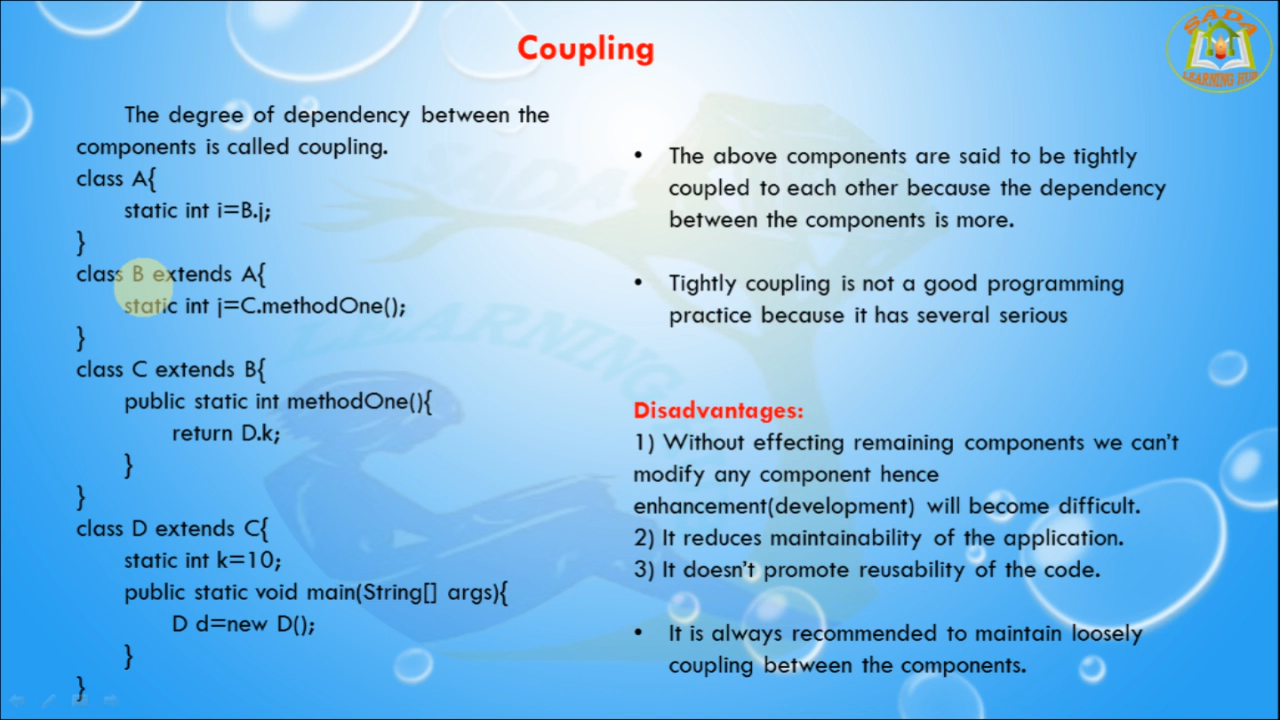 Coupling
SADA
LEARNING HUB
The degree of dependency between the
components is called coupling.
class A{
static int i=B.j;
}
class B extends A{
static int j=C.methodOne();
}
class C extends B{
public static int methodOne(){
return D.k;
}
}
class D extends C{
static int k=10;
public static void main(String[] args){
D d=new D();
}
}
• The above components are said to be tightly
coupled to each other because the dependency
between the components is more.
• Tightly coupling is not a good programming
practice because it has several serious
Disadvantages:
1) Without effecting remaining components we can't
modify any component hence
enhancement(development) will become difficult.
2) It reduces maintainability of the application.
3) It doesn't promote reusability of the code.
• It is always recommended to maintain loosely
coupling between the components.
SADA
LEARNING